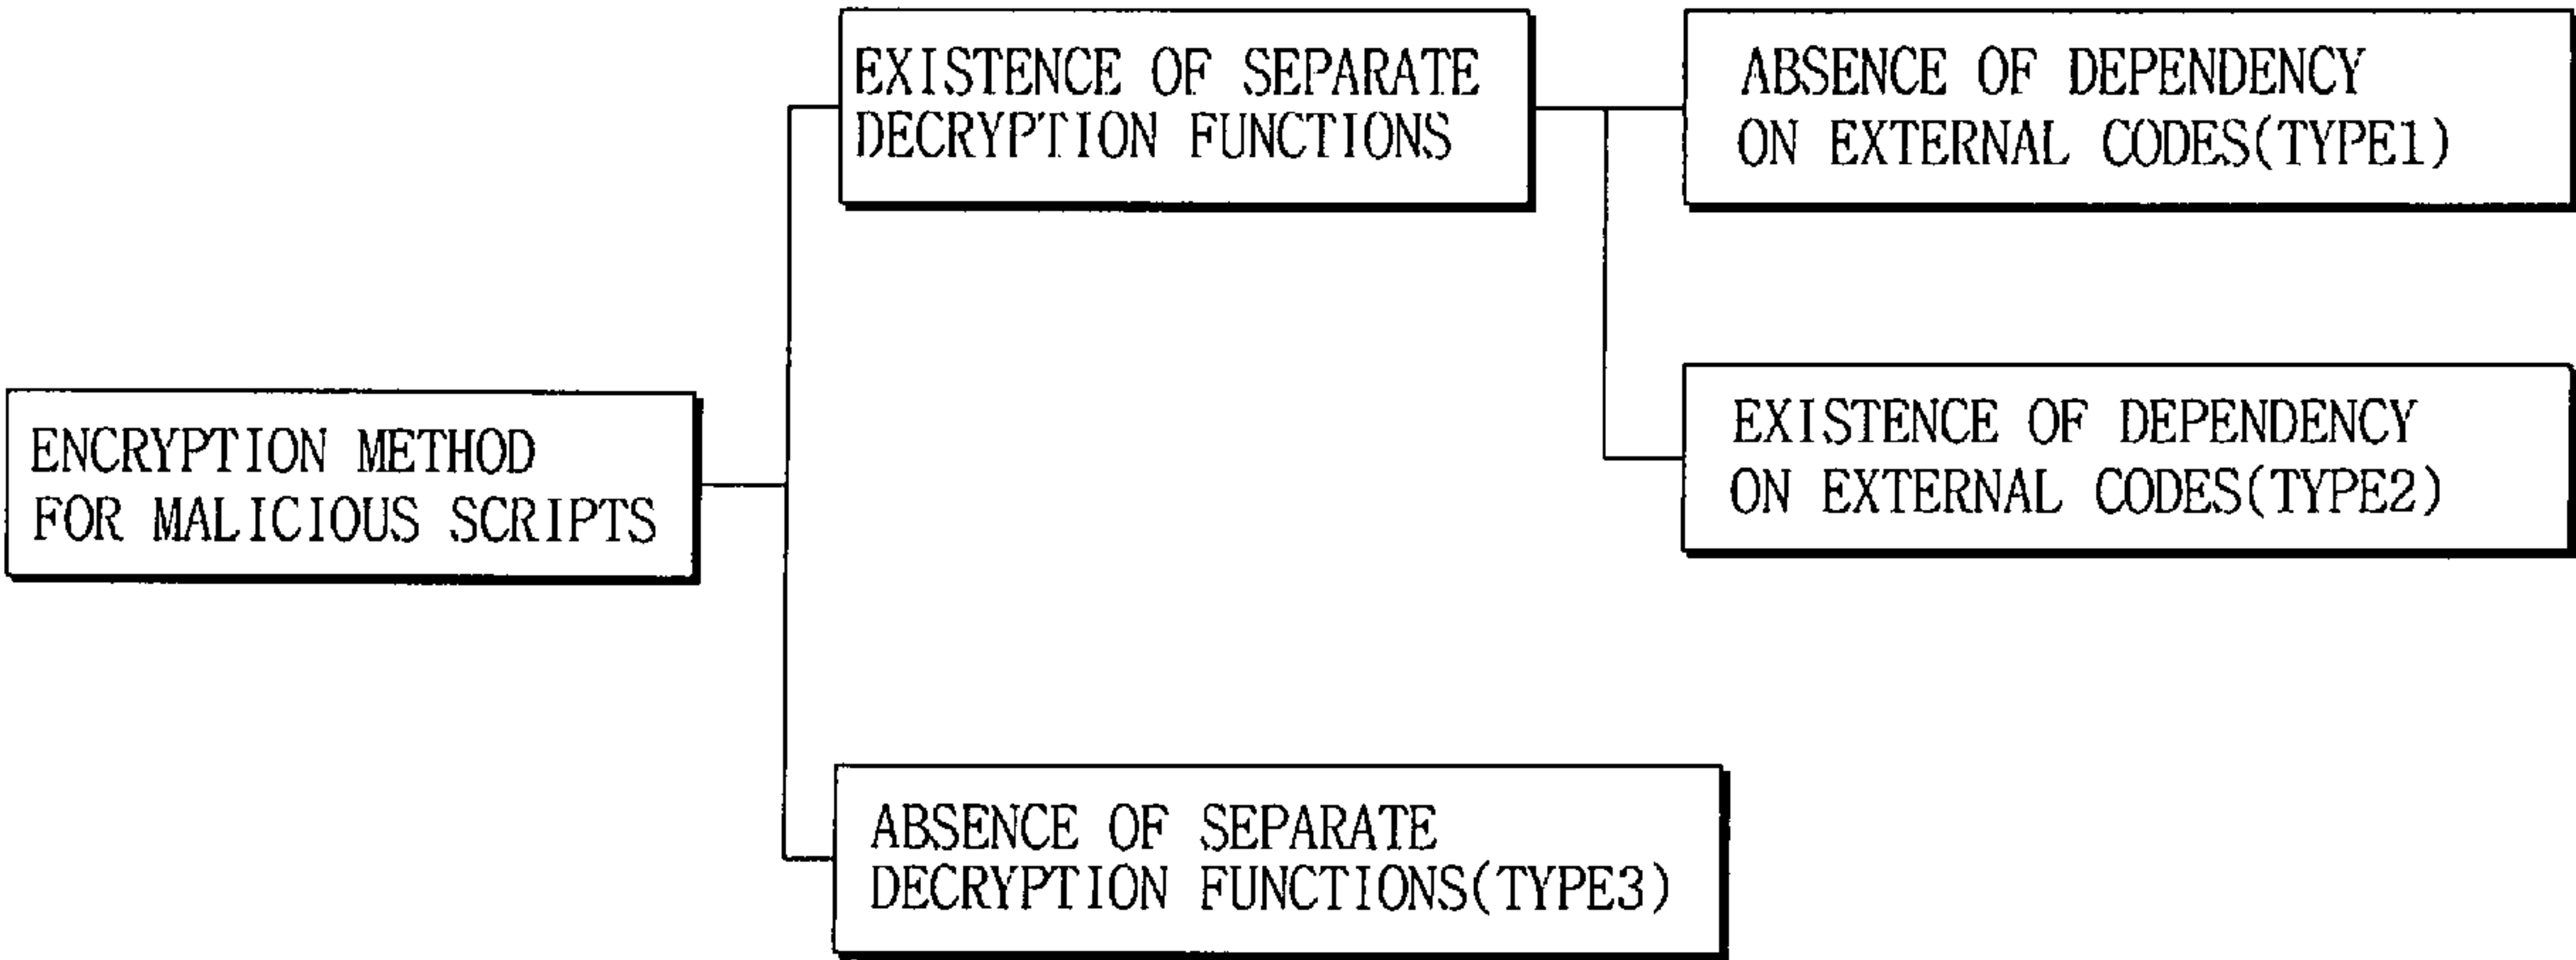 EXISTENCE OF SEPARATE
DECRYPTION FUNCTIONS
ABSENCE OF DEPENDENCY
ON EXTERNAL CODES(TYPE1)
EXISTENCE OF DEPENDENCY
ON EXTERNAL CODES(TYPE2)
ENCRYPTION METHOD
FOR MALICIOUS SCRIPTS
ABSENCE OF SEPARATE
DECRYPTION FUNCTIONS(TYPE3)